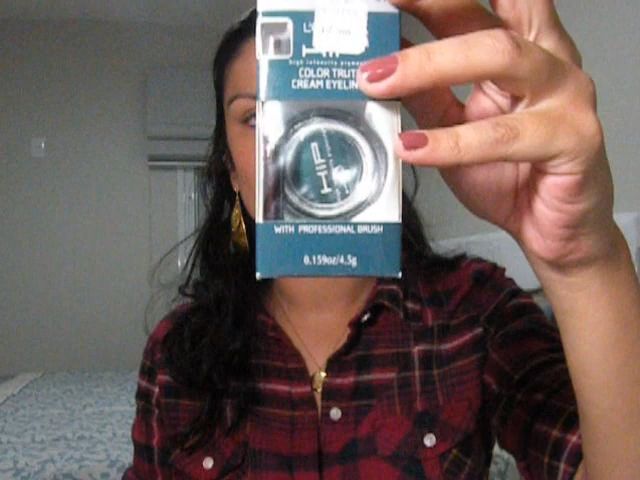 HiP
high intensity pigments
COLOR TRUTH
CREAM EYELINER
HiP
WITH PROFESSIONAL BRUSH
0.159oz/4.5g